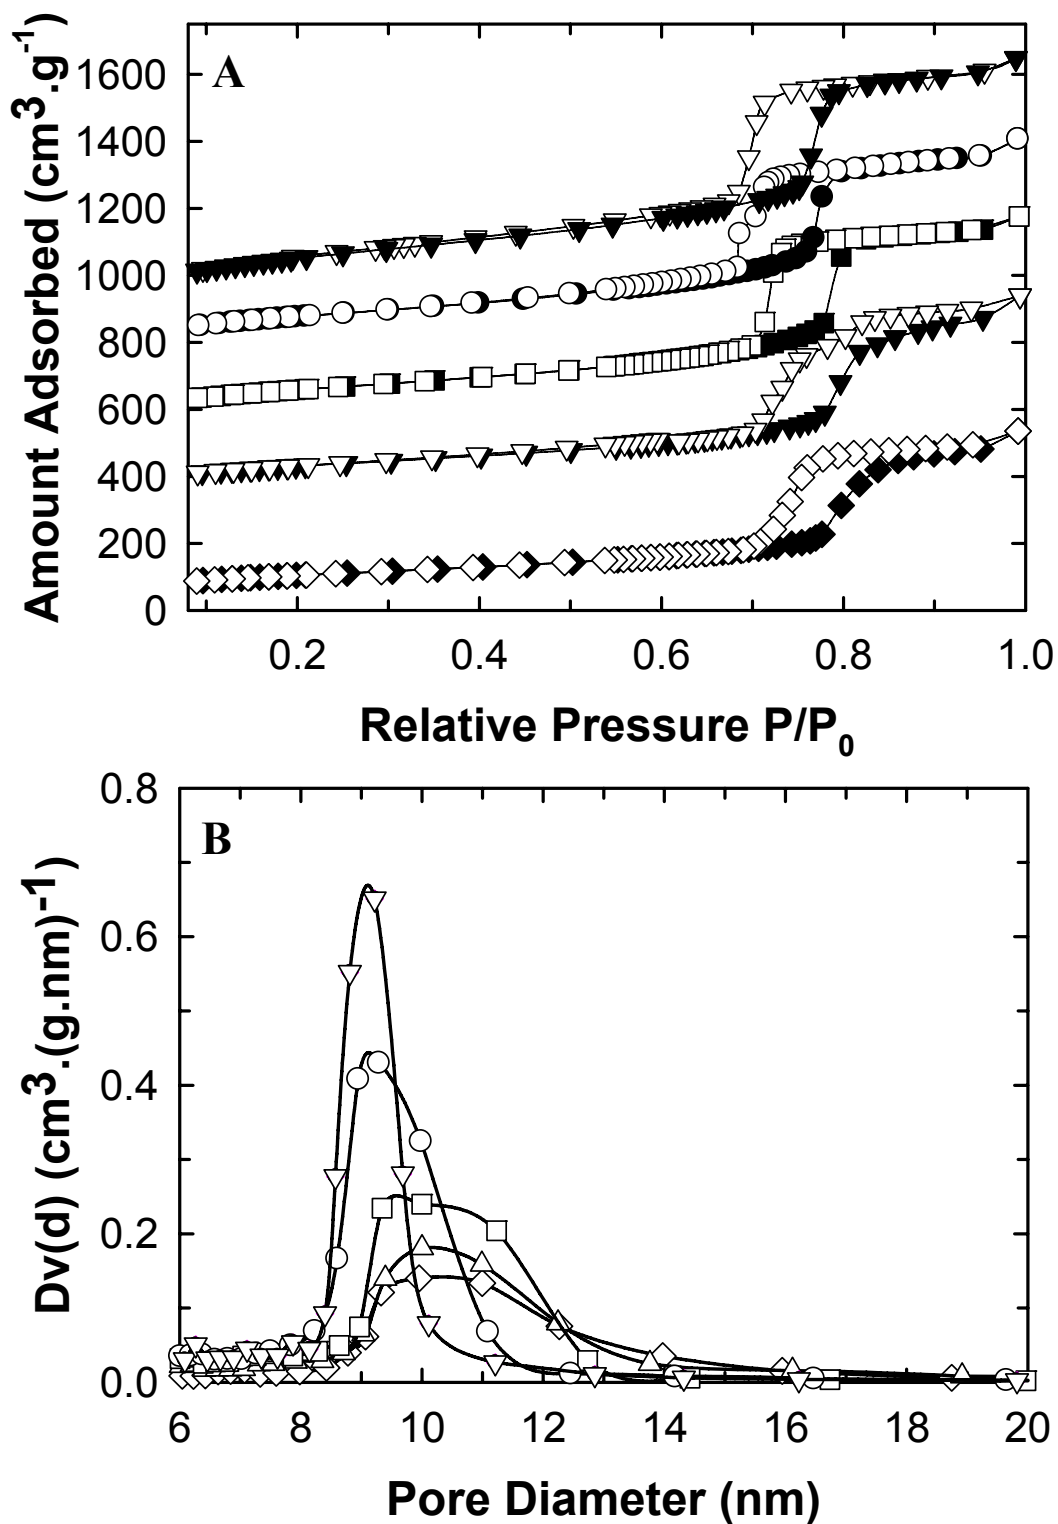 A
Amount Adsorbed (cm³.g⁻¹)
1600
1400
1200
1000
800
600
400
200
0
0.2 0.4 0.6 0.8 1.0
Relative Pressure P/P₀
B
Dv(d) (cm³.(g.nm)⁻¹
0.8
0.6
0.4
0.2
0.0
6 8 10 12 14 16 18 20
Pore Diameter (nm)